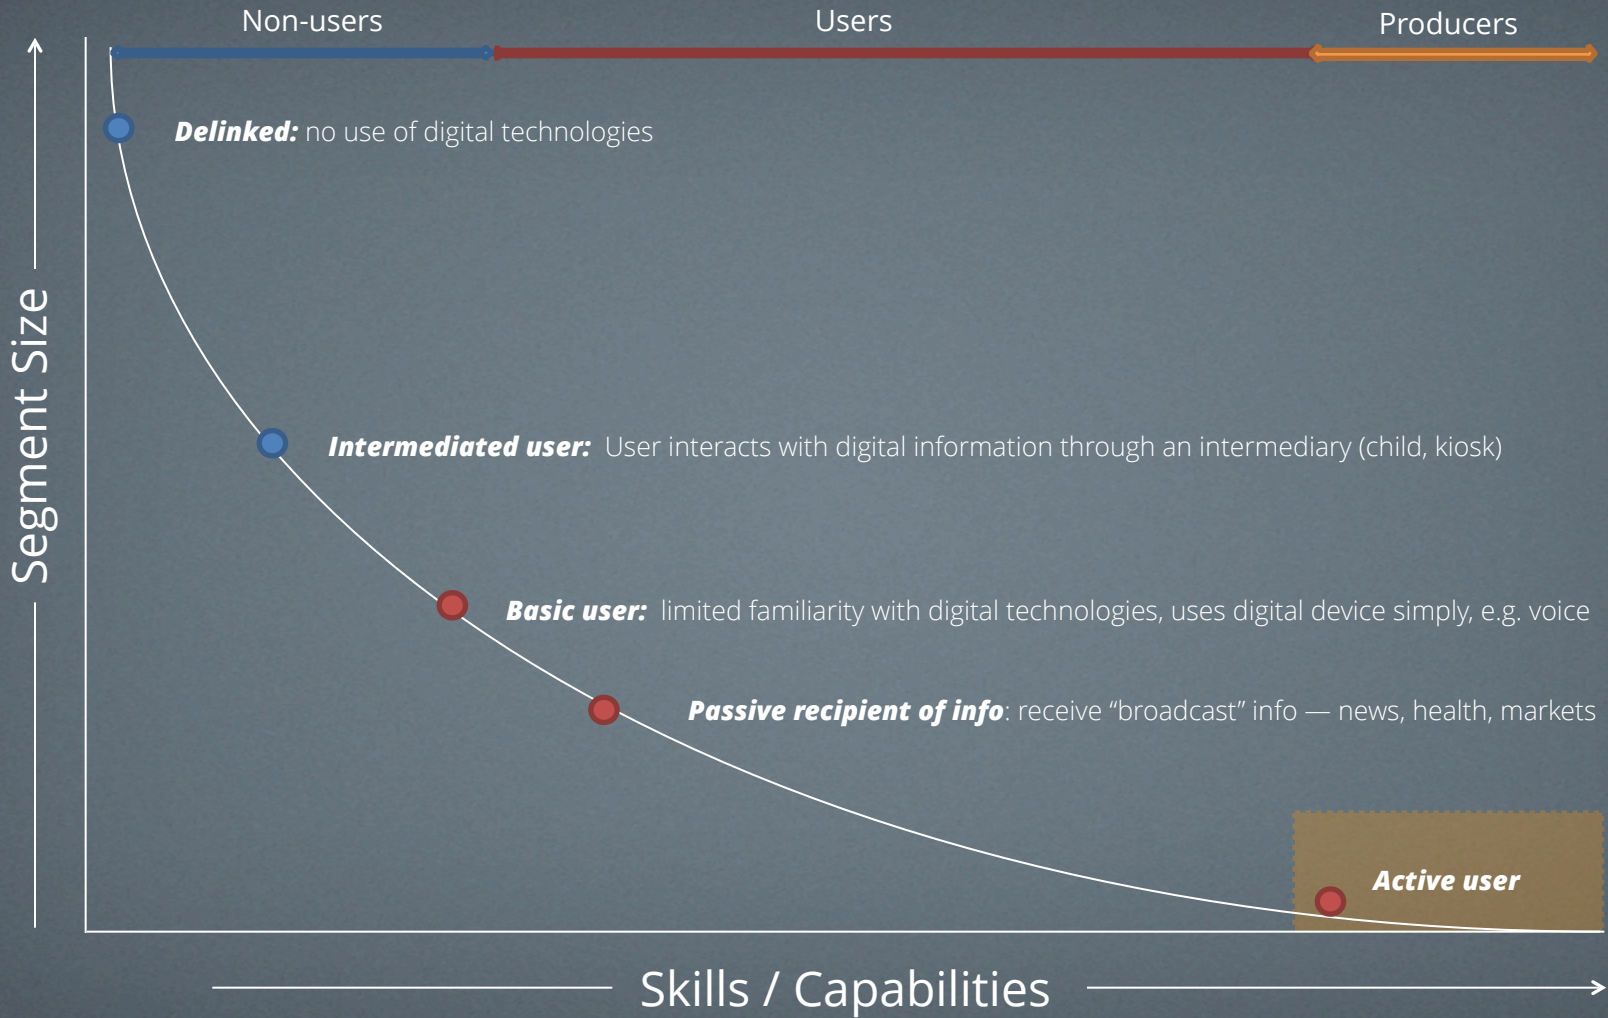 Non-users
Users
Producers
Delinked: no use of digital technologies
Segment Size
Intermediated user: User interacts with digital information through an intermediary (child, kiosk)
Basic user: limited familiarity with digital technologies, uses digital device simply, e.g. voice
Passive recipient of info: receive “broadcast” info — news, health, markets
Active user
Skills / Capabilities